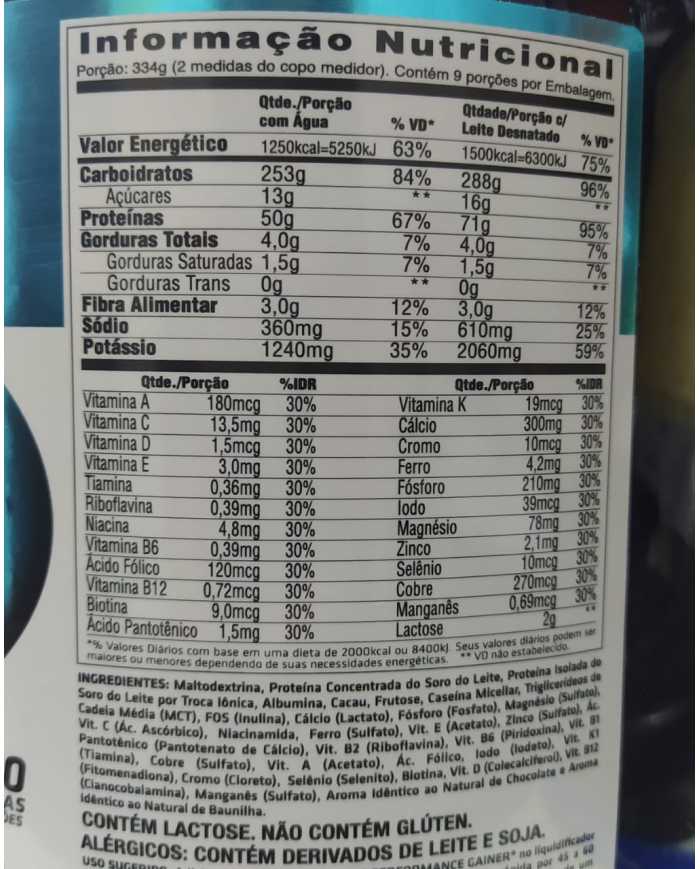 Informação Nutricional
Porção: 334g (2 medidas do copo medidor). Contém 9 porções por Embalagem.
Qtde./Porção com Água % VD* Qtdade/Porção c/ Leite Desnatado % VD*
Valor Energético 1250kcal=5250kJ 63% 1500kcal=6300kJ 75%
Carboidratos 253g 84% 288g 96%
Açúcares 13g ** 16g **
Proteínas 50g 67% 71g 95%
Gorduras Totais 4,0g 7% 4,0g 7%
Gorduras Saturadas 1,5g 7% 1,5g 7%
Gorduras Trans 0g ** 0g **
Fibra Alimentar 3,0g 12% 3,0g 12%
Sódio 360mg 15% 610mg 25%
Potássio 1240mg 35% 2060mg 59%
Qtde./Porção %IDR Qtde./Porção %IDR
Vitamina A 180mcg 30% Vitamina K 19mcg 30%
Vitamina C 13,5mg 30% Cálcio 300mg 30%
Vitamina D 1,5mcg 30% Cromo 10mcg 30%
Vitamina E 3,0mg 30% Ferro 4,2mg 30%
Tiamina 0,36mg 30% Fósforo 210mg 30%
Riboflavina 0,39mg 30% Iodo 39mcg 30%
Niacina 4,8mg 30% Magnésio 78mg 30%
Vitamina B6 0,39mg 30% Zinco 2,1mg 30%
Ácido Fólico 120mcg 30% Selênio 10mcg 30%
Vitamina B12 0,72mcg 30% Cobre 270mcg 30%
Biotina 9,0mcg 30% Manganês 0,69mcg 30%
Ácido Pantotênico 1,5mg 30% Lactose 2g **
*% Valores Diários com base em uma dieta de 2000kcal ou 8400kJ. Seus valores diários podem ser
maiores ou menores dependendo de suas necessidades energéticas. ** VD não estabelecido.
INGREDIENTES: Maltodextrina, Proteína Concentrada do Soro do Leite, Proteína Isolada do
Soro do Leite por Troca Iônica, Albumina, Cacau, Frutose, Caseína Micellar, Triglicerídeos de
Cadeia Média (MCT), FOS (Inulina), Cálcio (Lactato), Fósforo (Fosfato), Magnésio (Sulfato),
Vit. C (Ác. Ascórbico), Niacinamida, Ferro (Sulfato), Vit. E (Acetato), Zinco (Sulfato), Ác.
Pantotênico (Pantotenato de Cálcio), Vit. B2 (Riboflavina), Vit. B6 (Piridoxina), Vit. B1
(Tiamina), Cobre (Sulfato), Vit. A (Acetato), Ác. Fólico, Iodo (Iodato), Vit. K1
(Fitomenadiona), Cromo (Cloreto), Selênio (Selenito), Biotina, Vit. D (Colecalciferol), Vit. B12
(Cianocobalamina), Manganês (Sulfato), Aroma Idêntico ao Natural de Chocolate e Aroma
Idêntico ao Natural de Baunilha.
CONTÉM LACTOSE. NÃO CONTÉM GLÚTEN.
ALÉRGICOS: CONTÉM DERIVADOS DE LEITE E SOJA.
GAINER* no liquidificador
por 45 a 60